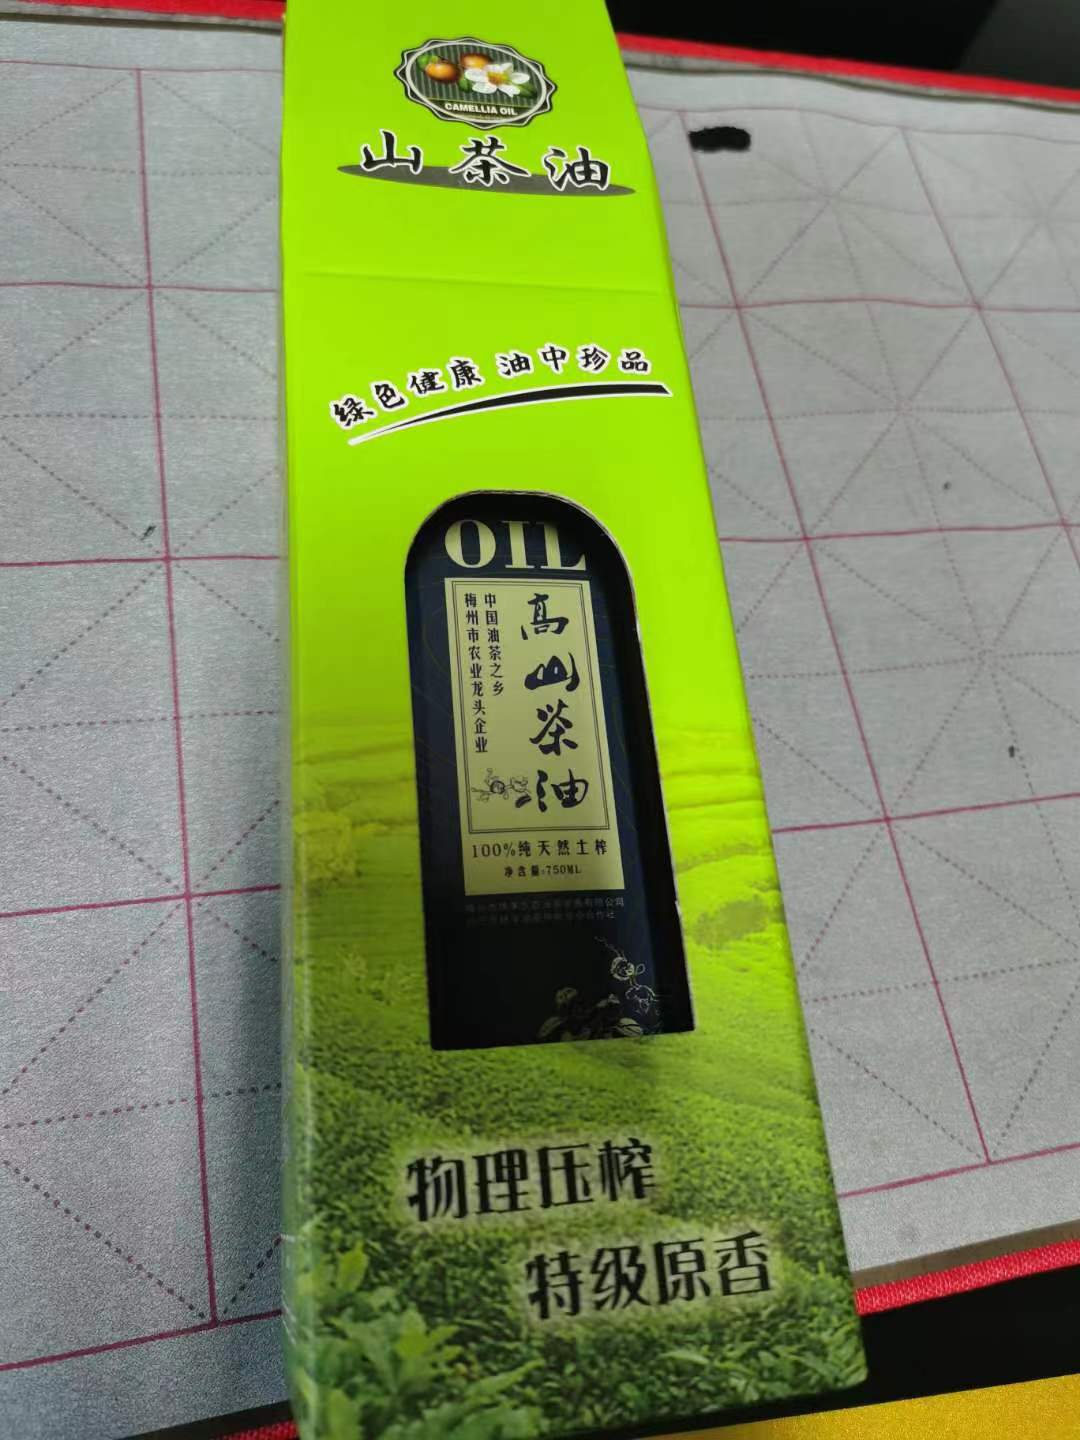 CAMELLIA OIL
山茶油
绿色健康 油中珍品
OIL
高山茶油
中国油茶之乡
梅州市农业龙头企业
100%纯天然土榨
净含量:750ML
物理压榨
特级原香